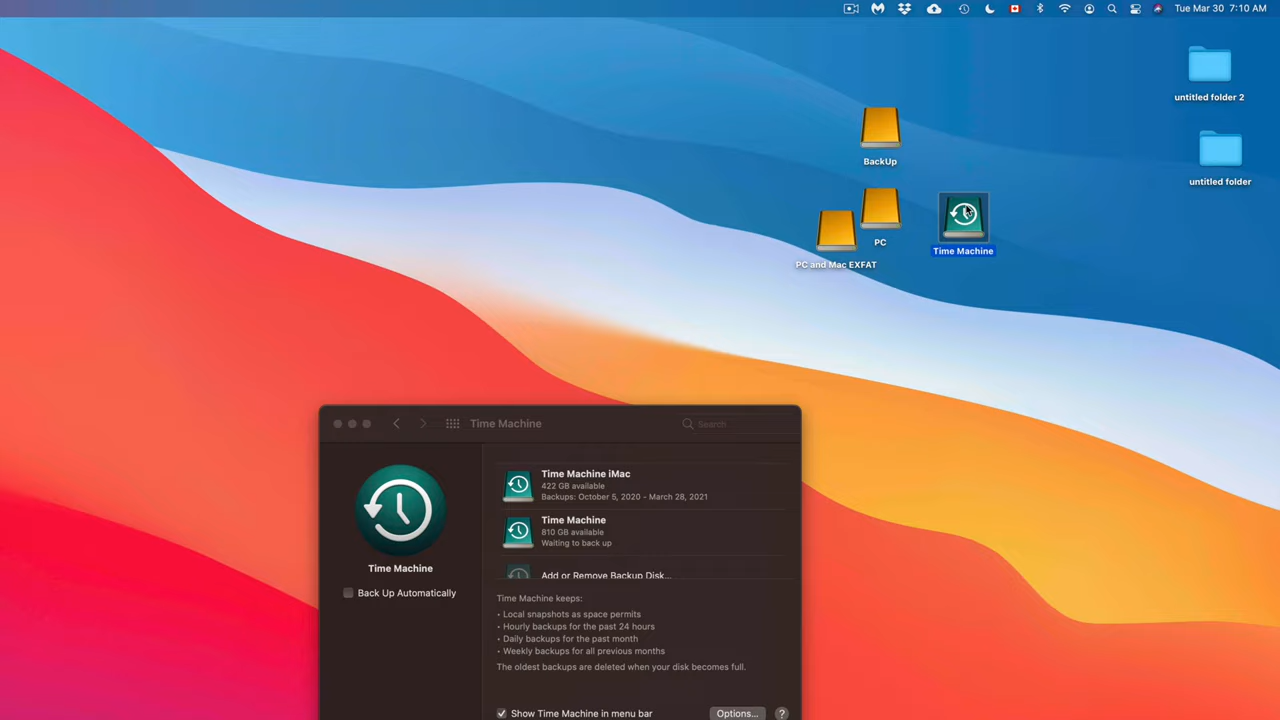 Tue Mar 30 7:10 AM
untitled folder 2
BackUp
untitled folder
PC
Time Machine
PC and Mac EXFAT
Time Machine
Search
Time Machine iMac
422 GB available
Backups: October 5, 2020 - March 28, 2021
Time Machine
810 GB available
Waiting to back up
Add or Remove Backup Disk...
Time Machine
Back Up Automatically
Time Machine keeps:
• Local snapshots as space permits
• Hourly backups for the past 24 hours
• Daily backups for the past month
• Weekly backups for all previous months
The oldest backups are deleted when your disk becomes full.
Show Time Machine in menu bar
Options...
?